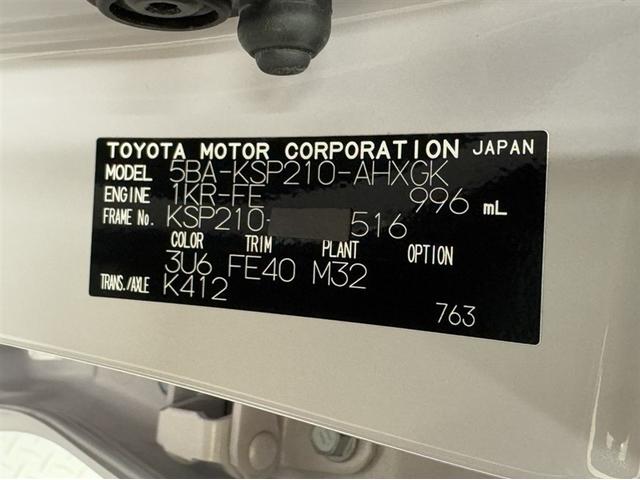 TOYOTA MOTOR CORPORATION JAPAN
MODEL 5BA-KSP210-AHXGK
ENGINE 1KR-FE 996 mL
FRAME No. KSP210- 516
COLOR TRIM PLANT OPTION
3U6 FE40 M32
TRANS./AXLE K412
763